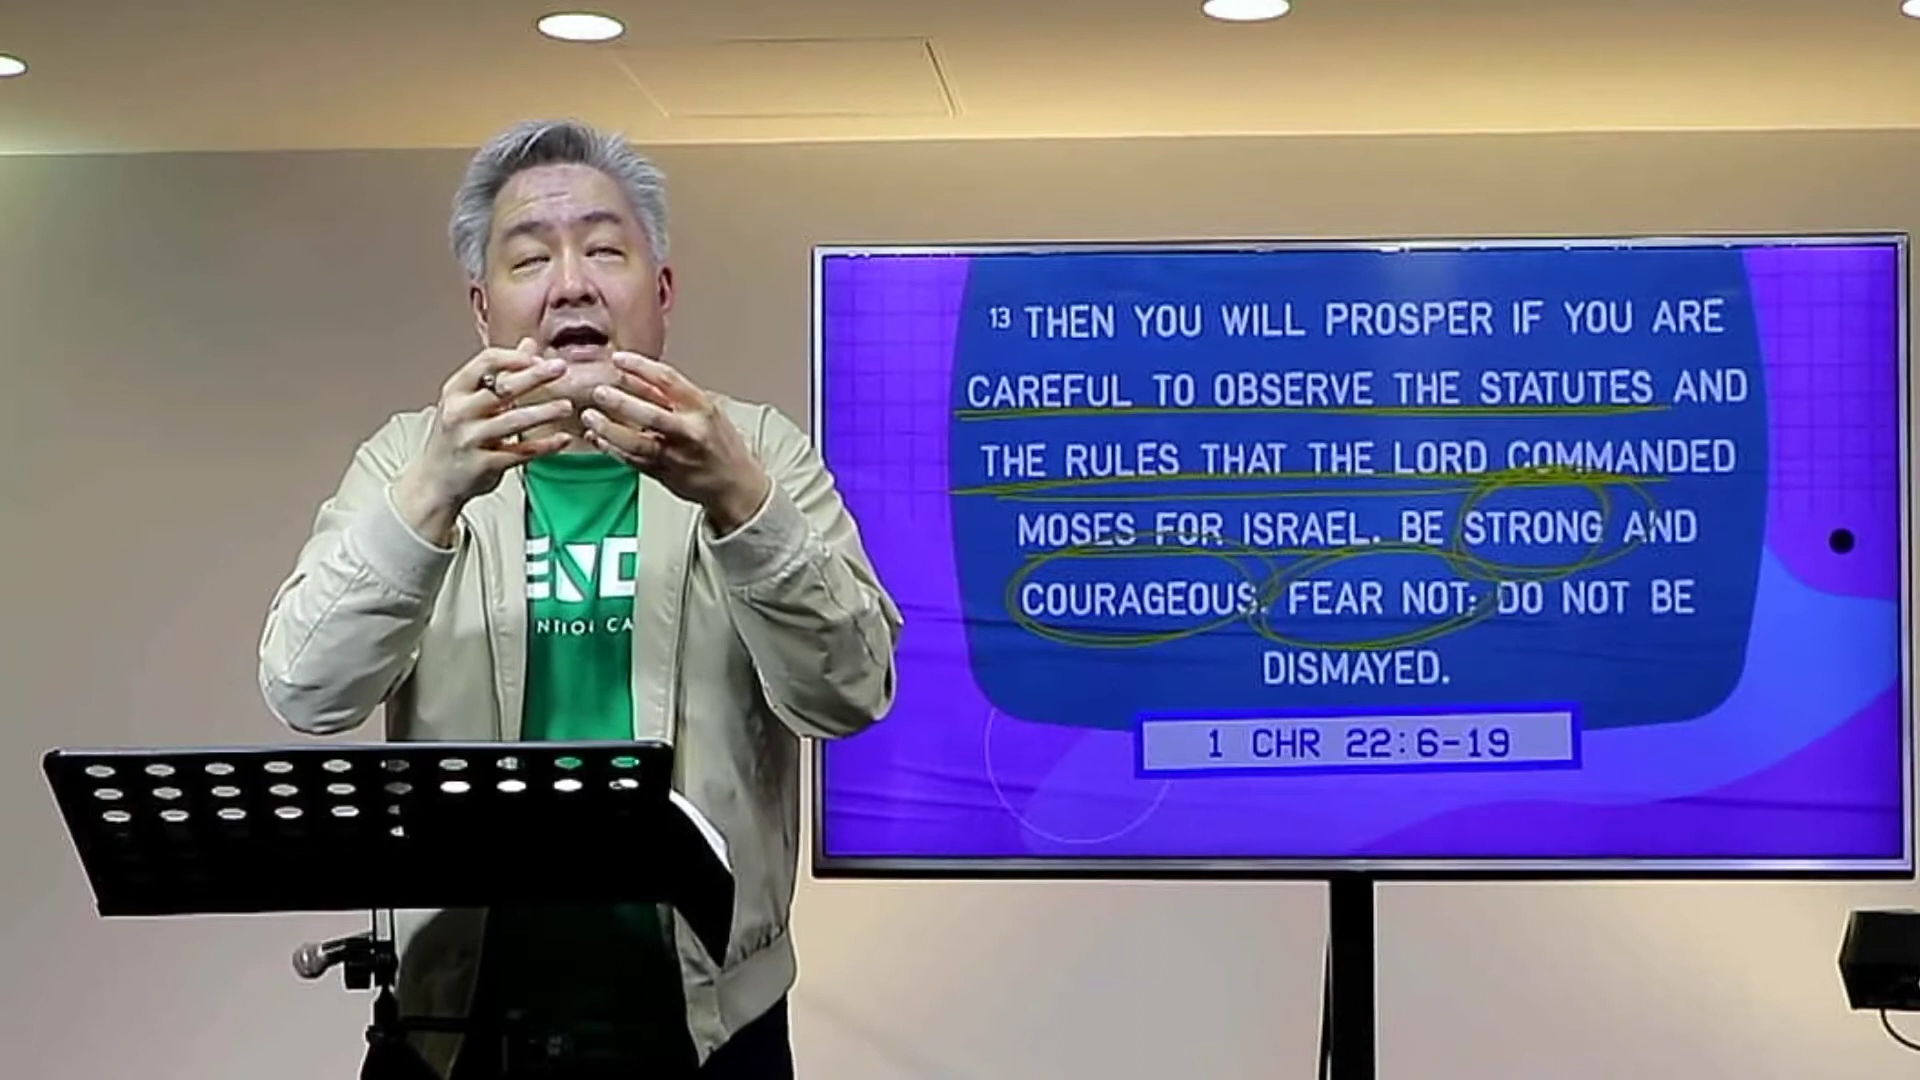 13 THEN YOU WILL PROSPER IF YOU ARE
CAREFUL TO OBSERVE THE STATUTES AND
THE RULES THAT THE LORD COMMANDED
MOSES FOR ISRAEL. BE STRONG AND
COURAGEOUS. FEAR NOT; DO NOT BE
DISMAYED.
1 CHR 22:6-19